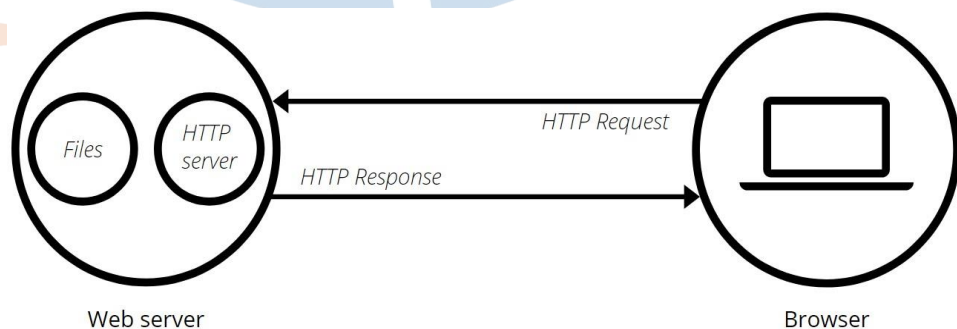 Files
HTTP
server
HTTP Request
HTTP Response
Web server
Browser